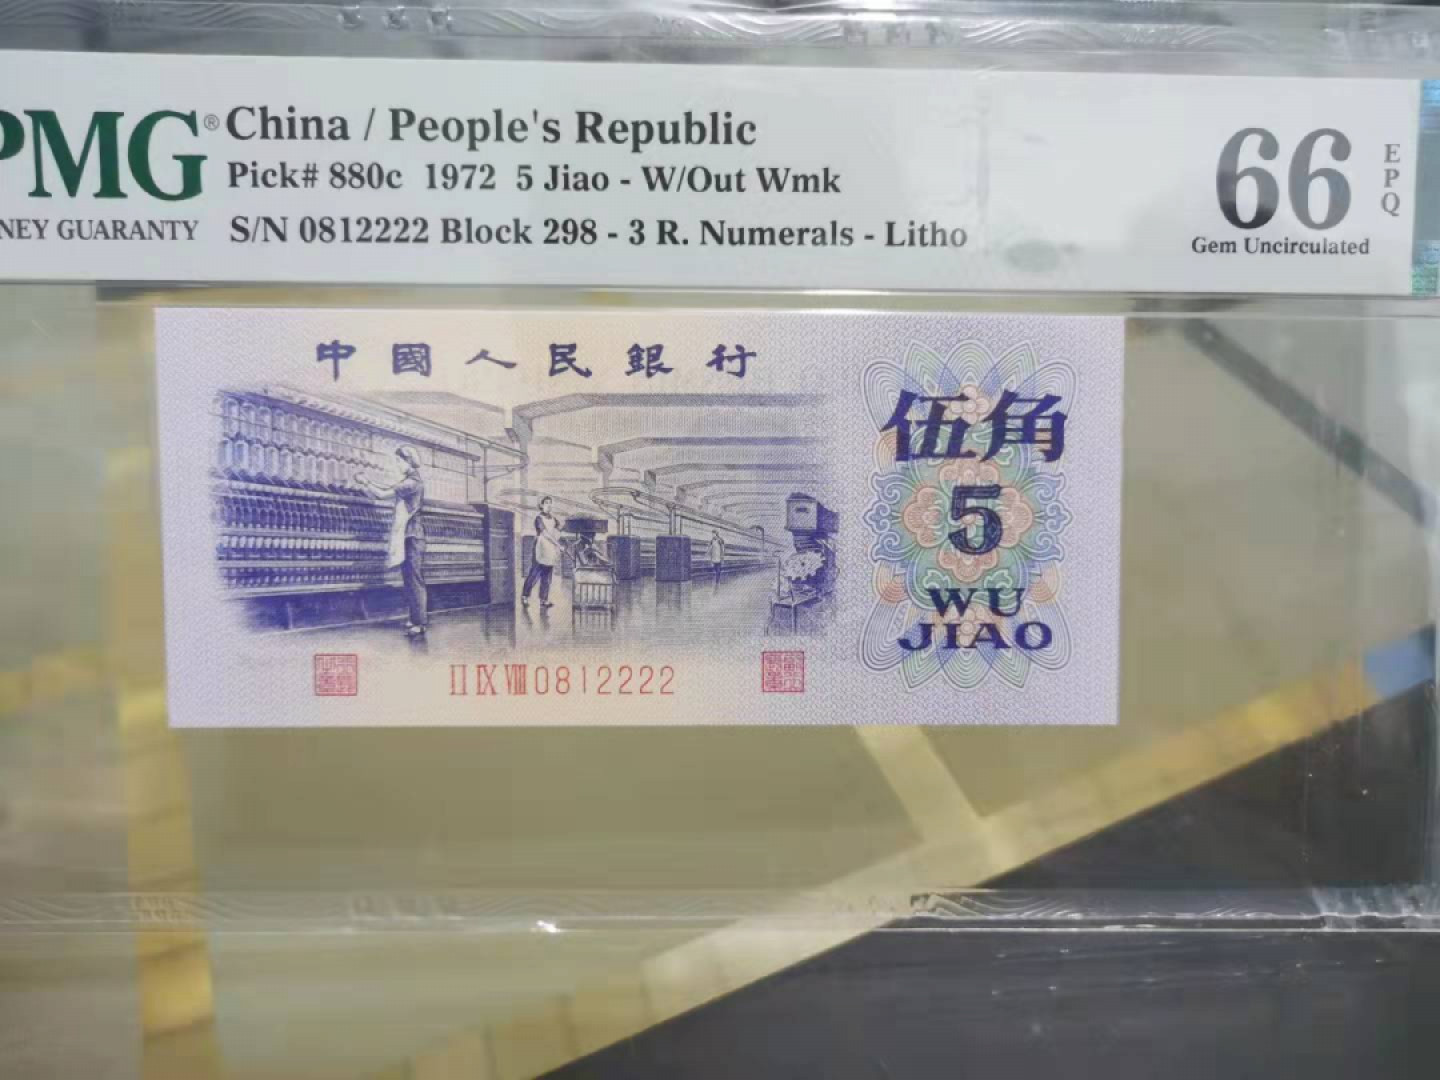 PMG® China / People's Republic
Pick# 880c 1972 5 Jiao - W/Out Wmk
NEY GUARANTY S/N 0812222 Block 298 - 3 R. Numerals - Litho
66 EPQ
Gem Uncirculated
中國人民銀行
伍角
5
WU
JIAO
II IX VIII 0812222